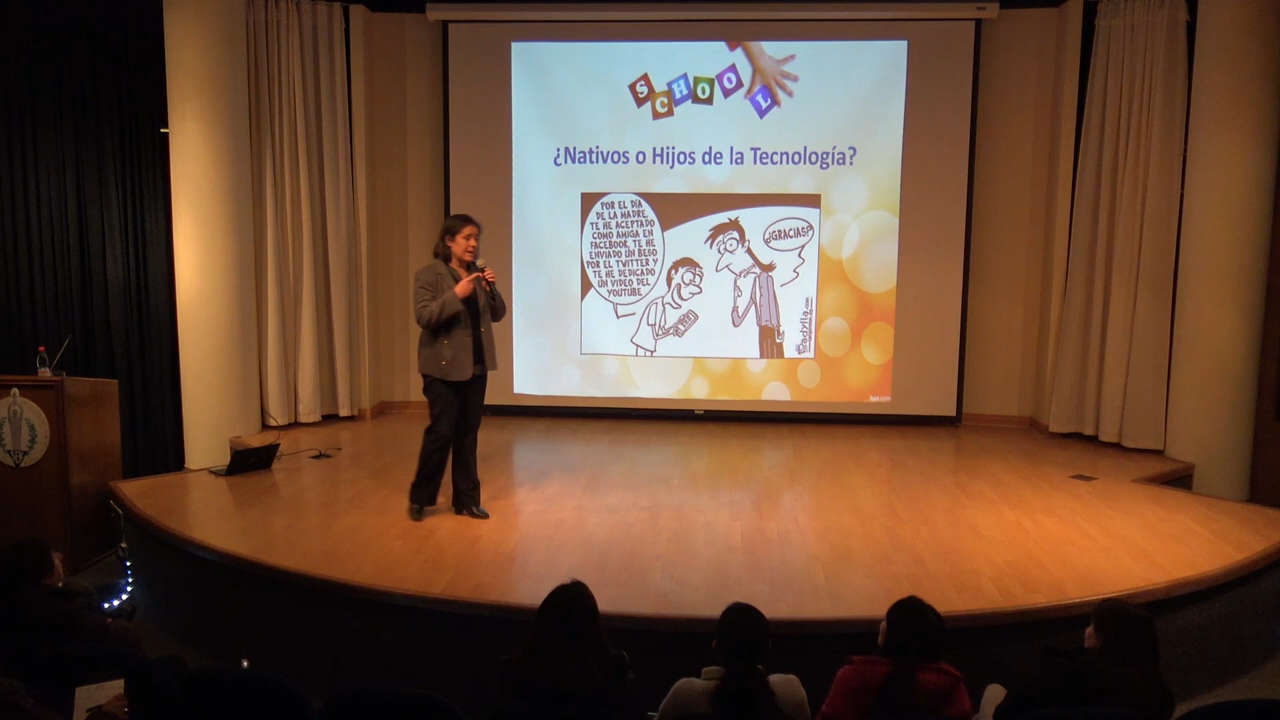 SCHOOL
¿Nativos o Hijos de la Tecnología?
POR EL DÍA
DE LA MADRE,
TE HE ACEPTADO
COMO AMIGA EN
FACEBOOK, TE HE
ENVIADO UN BESO
POR EL TWITTER Y
TE HE DEDICADO
UN VIDEO DEL
YOUTUBE
¿GRACIAS?